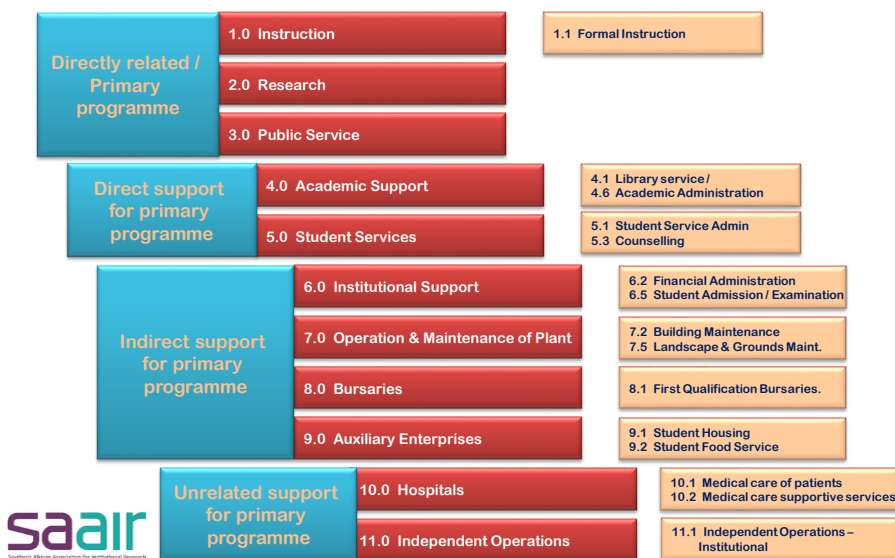 Directly related /
Primary
programme
1.0 Instruction
1.1 Formal Instruction
2.0 Research
3.0 Public Service
Direct support
for primary
programme
4.0 Academic Support
4.1 Library service /
4.6 Academic Administration
5.0 Student Services
5.1 Student Service Admin
5.3 Counselling
Indirect support
for primary
programme
6.0 Institutional Support
6.2 Financial Administration
6.5 Student Admission / Examination
7.0 Operation & Maintenance of Plant
7.2 Building Maintenance
7.5 Landscape & Grounds Maint.
8.0 Bursaries
8.1 First Qualification Bursaries.
9.0 Auxiliary Enterprises
9.1 Student Housing
9.2 Student Food Service
Unrelated support
for primary
programme
10.0 Hospitals
10.1 Medical care of patients
10.2 Medical care supportive services
11.0 Independent Operations
11.1 Independent Operations –
Institutional
saair
Southern African Association for Institutional Research